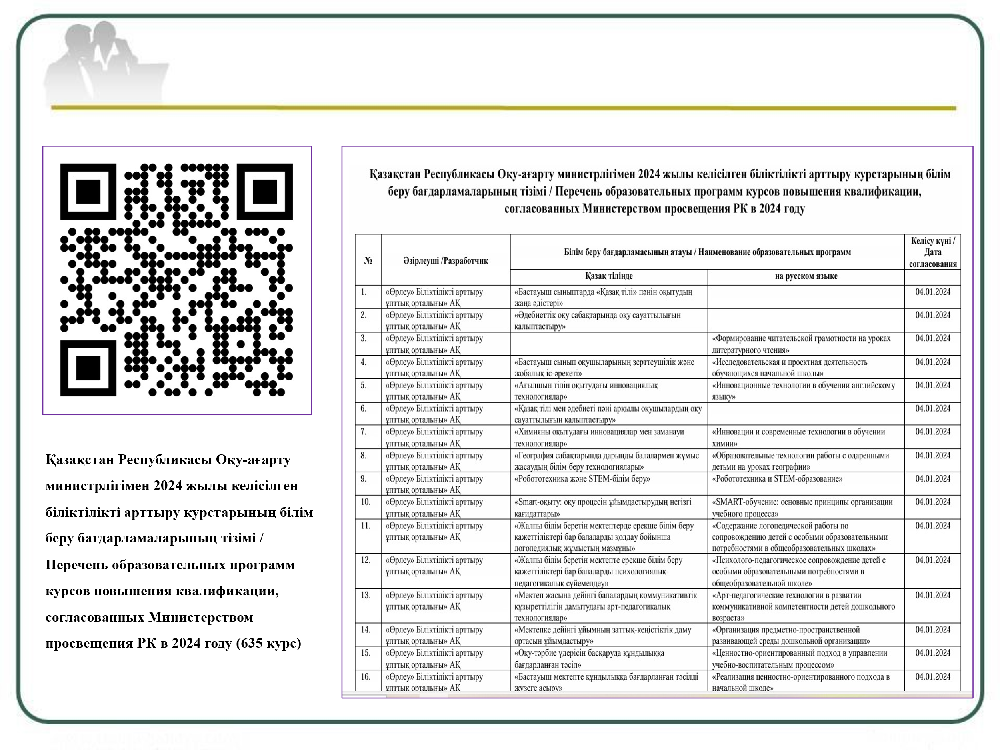 Қазақстан Республикасы Оқу-ағарту
министрлігімен 2024 жылы келісілген
біліктілікті арттыру курстарының білім
беру бағдарламаларының тізімі /
Перечень образовательных программ
курсов повышения квалификации,
согласованных Министерством
просвещения РК в 2024 году (635 курс)
Қазақстан Республикасы Оқу-ағарту министрлігімен 2024 жылы келісілген біліктілікті арттыру курстарының білім
беру бағдарламаларының тізімі / Перечень образовательных программ курсов повышения квалификации,
согласованных Министерством просвещения РК в 2024 году
№
Әзірлеуші /Разработчик
Білім беру бағдарламасының атауы / Наименование образовательных программ
Келісу күні /
Дата
согласования
Қазақ тілінде
на русском языке
1. «Өрлеу» Біліктілікті арттыру «Бастауыш сыныптарда «Қазақ тілі» пәнін оқытудың 04.01.2024
ұлттық орталығы» АҚ жаңа әдістері»
2. «Өрлеу» Біліктілікті арттыру «Әдебиеттік оқу сабақтарында оқу сауаттылығын 04.01.2024
ұлттық орталығы» АҚ қалыптастыру»
3. «Өрлеу» Біліктілікті арттыру «Формирование читательской грамотности на уроках 04.01.2024
ұлттық орталығы» АҚ литературного чтения»
4. «Өрлеу» Біліктілікті арттыру «Бастауыш сынып оқушыларының зерттеушілік және «Исследовательская и проектная деятельность 04.01.2024
ұлттық орталығы» АҚ жобалық іс-әрекеті» обучающихся начальной школы»
5. «Өрлеу» Біліктілікті арттыру «Ағылшын тілін оқытудағы инновациялық «Инновационные технологии в обучении английскому 04.01.2024
ұлттық орталығы» АҚ технологиялар» языку»
6. «Өрлеу» Біліктілікті арттыру «Қазақ тілі мен әдебиеті пәні арқылы оқушылардың оқу 04.01.2024
ұлттық орталығы» АҚ сауаттылығын қалыптастыру»
7. «Өрлеу» Біліктілікті арттыру «Химияны оқытудағы инновациялар мен заманауи «Инновации и современные технологии в обучении 04.01.2024
ұлттық орталығы» АҚ технологиялар» химии»
8. «Өрлеу» Біліктілікті арттыру «География сабақтарында дарынды балалармен жұмыс «Образовательные технологии работы с одаренными 04.01.2024
ұлттық орталығы» АҚ жасаудың білім беру технологиялары» детьми на уроках географии»
9. «Өрлеу» Біліктілікті арттыру «Робототехника және STEM-білім беру» «Робототехника и STEM-образование» 04.01.2024
ұлттық орталығы» АҚ
10. «Өрлеу» Біліктілікті арттыру «Smart-оқыту: оқу процесін ұйымдастырудың негізгі «SMART-обучение: основные принципы организации 04.01.2024
ұлттық орталығы» АҚ қағидаттары» учебного процесса»
11. «Өрлеу» Біліктілікті арттыру «Жалпы білім беретін мектептерде ерекше білім беру «Содержание логопедической работы по 04.01.2024
ұлттық орталығы» АҚ қажеттіліктері бар балаларды қолдау бойынша сопровождению детей с особыми образовательными
логопедиялық жұмыстың мазмұны» потребностями в общеобразовательных школах»
12. «Өрлеу» Біліктілікті арттыру «Жалпы білім беретін мектепте ерекше білім беру «Психолого-педагогическое сопровождение детей с 04.01.2024
ұлттық орталығы» АҚ қажеттіліктері бар балаларды психологиялық- особыми образовательными потребностями в
педагогикалық сүйемелдеу» общеобразовательной школе»
13. «Өрлеу» Біліктілікті арттыру «Мектеп жасына дейінгі балалардың коммуникативтік «Арт-педагогические технологии в развитии 04.01.2024
ұлттық орталығы» АҚ құзыреттілігін дамытудағы арт-педагогикалық коммуникативной компетентности детей дошкольного
технологиялар» возраста»
14. «Өрлеу» Біліктілікті арттыру «Мектепке дейінгі ұйымның заттық-кеңістіктік даму «Организация предметно-пространственной 04.01.2024
ұлттық орталығы» АҚ ортасын ұйымдастыру» развивающей среды дошкольной организации»
15. «Өрлеу» Біліктілікті арттыру «Оқу-тәрбие үдерісін басқаруда құндылыққа «Ценностно-ориентированный подход в управлении 04.01.2024
ұлттық орталығы» АҚ бағдарланған тәсіл» учебно-воспитательным процессом»
16. «Өрлеу» Біліктілікті арттыру «Бастауыш мектепте құндылыққа бағдарланған тәсілді «Реализация ценностно-ориентированного подхода в 04.01.2024
ұлттық орталығы» АҚ жүзеге асыру» начальной школе»